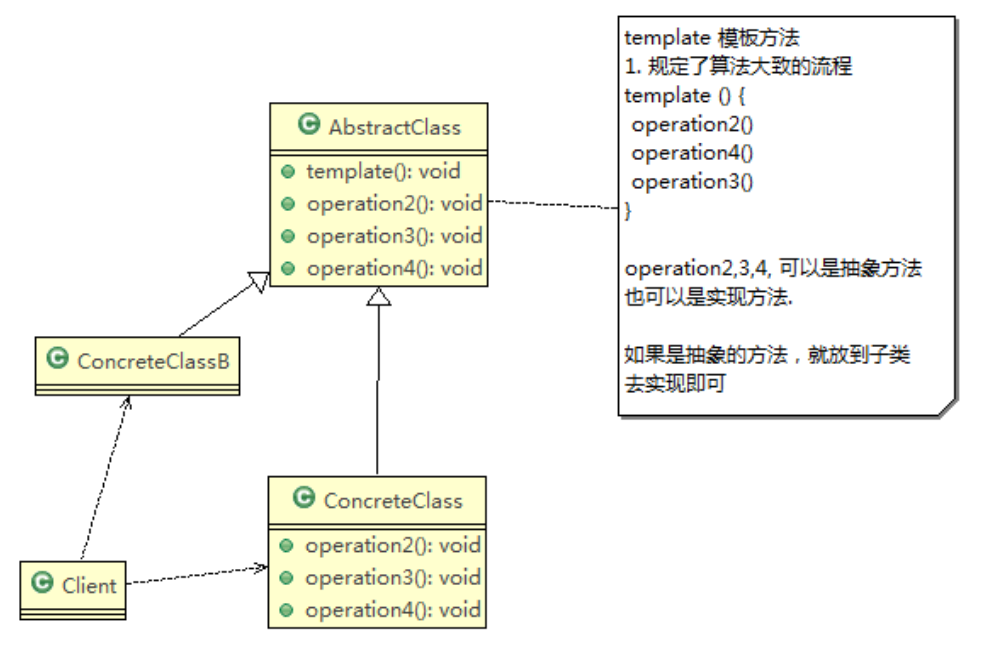 template 模板方法
1. 规定了算法大致的流程
template () {
operation2()
operation4()
operation3()
}
operation2,3,4, 可以是抽象方法
也可以是实现方法.
如果是抽象的方法，就放到子类
去实现即可
C AbstractClass
template(): void
operation2(): void
operation3(): void
operation4(): void
C ConcreteClassB
C ConcreteClass
operation2(): void
operation3(): void
operation4(): void
C Client